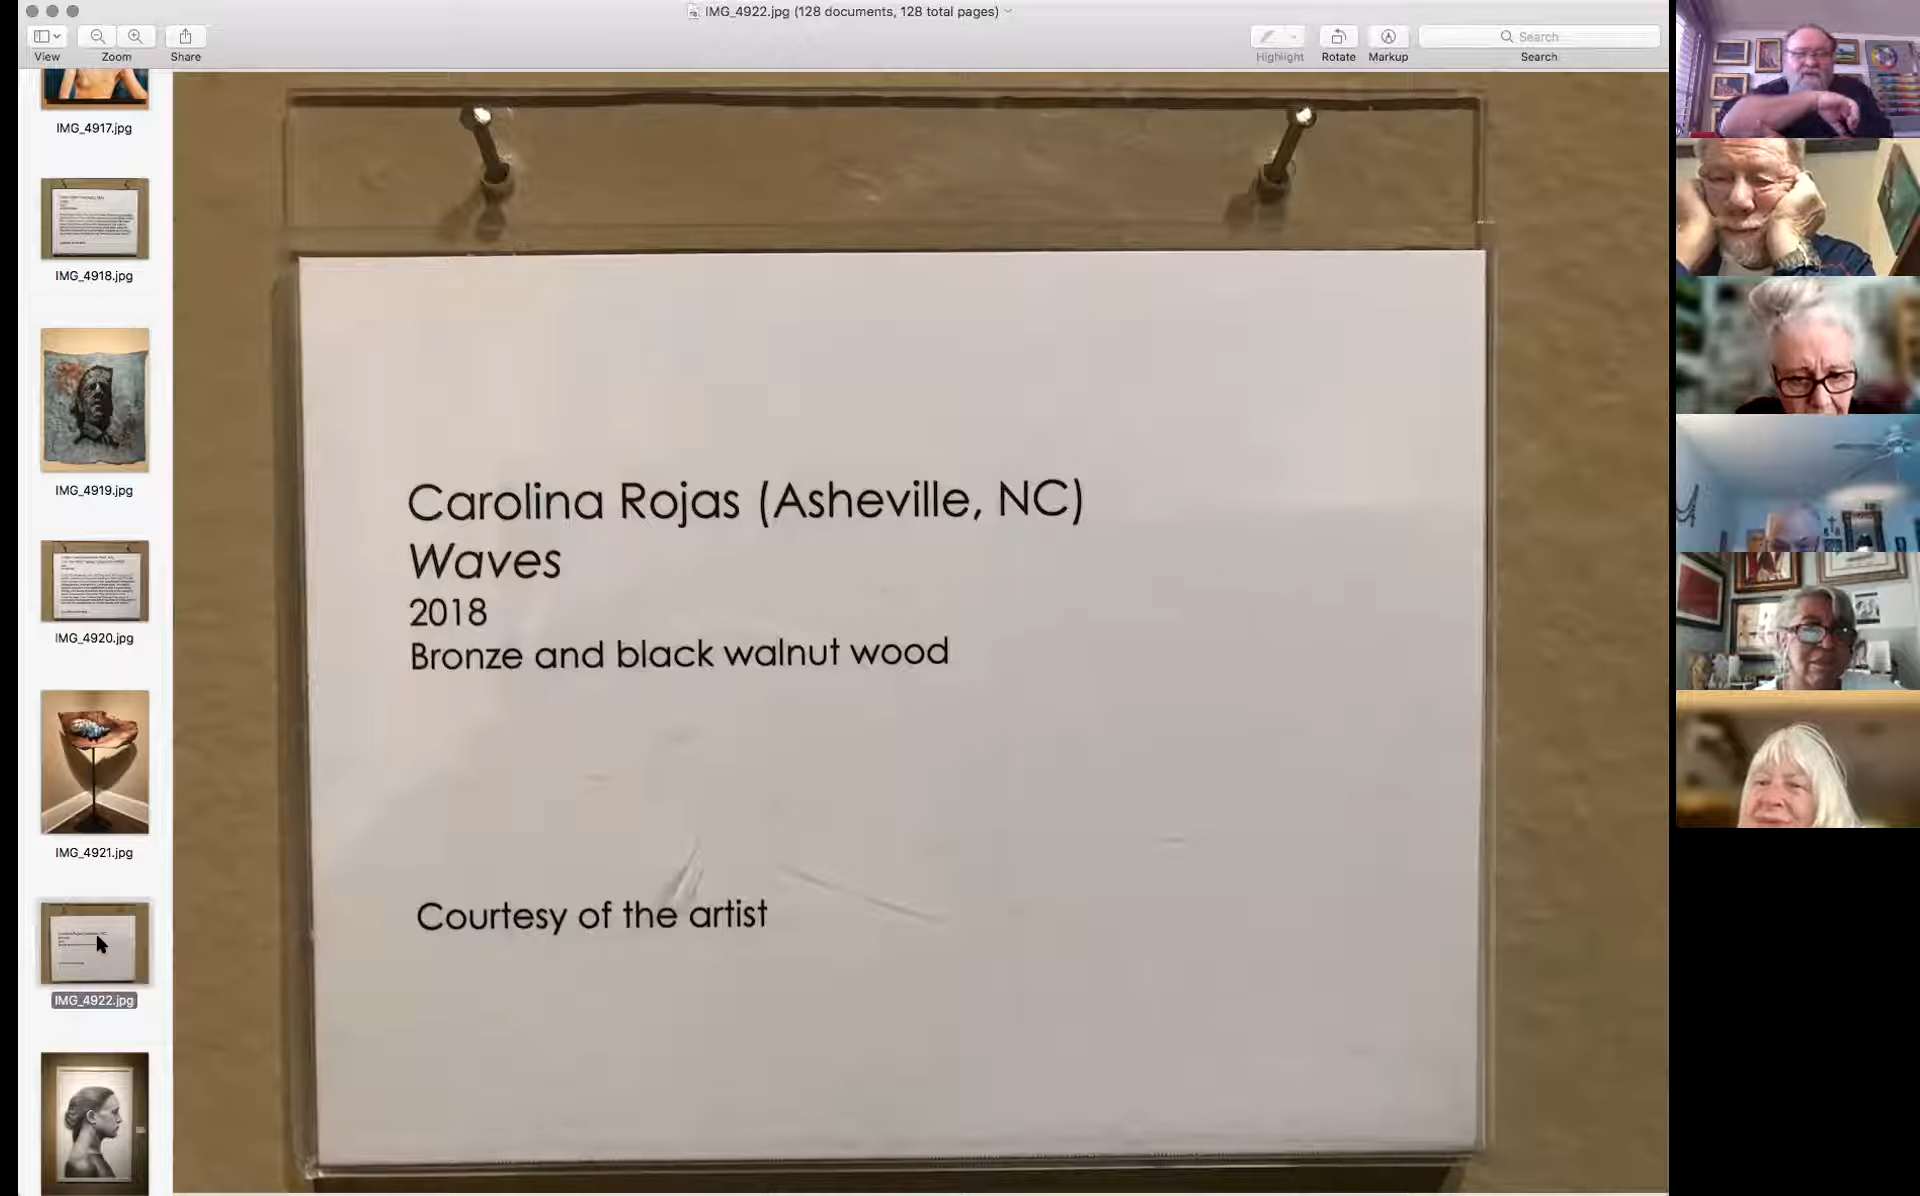 IMG_4922.jpg (128 documents, 128 total pages)
View
Zoom
Share
Highlight
Rotate
Markup
Search
Search
IMG_4917.jpg
IMG_4918.jpg
IMG_4919.jpg
IMG_4920.jpg
IMG_4921.jpg
IMG_4922.jpg
Carolina Rojas (Asheville, NC)
Waves
2018
Bronze and black walnut wood
Courtesy of the artist